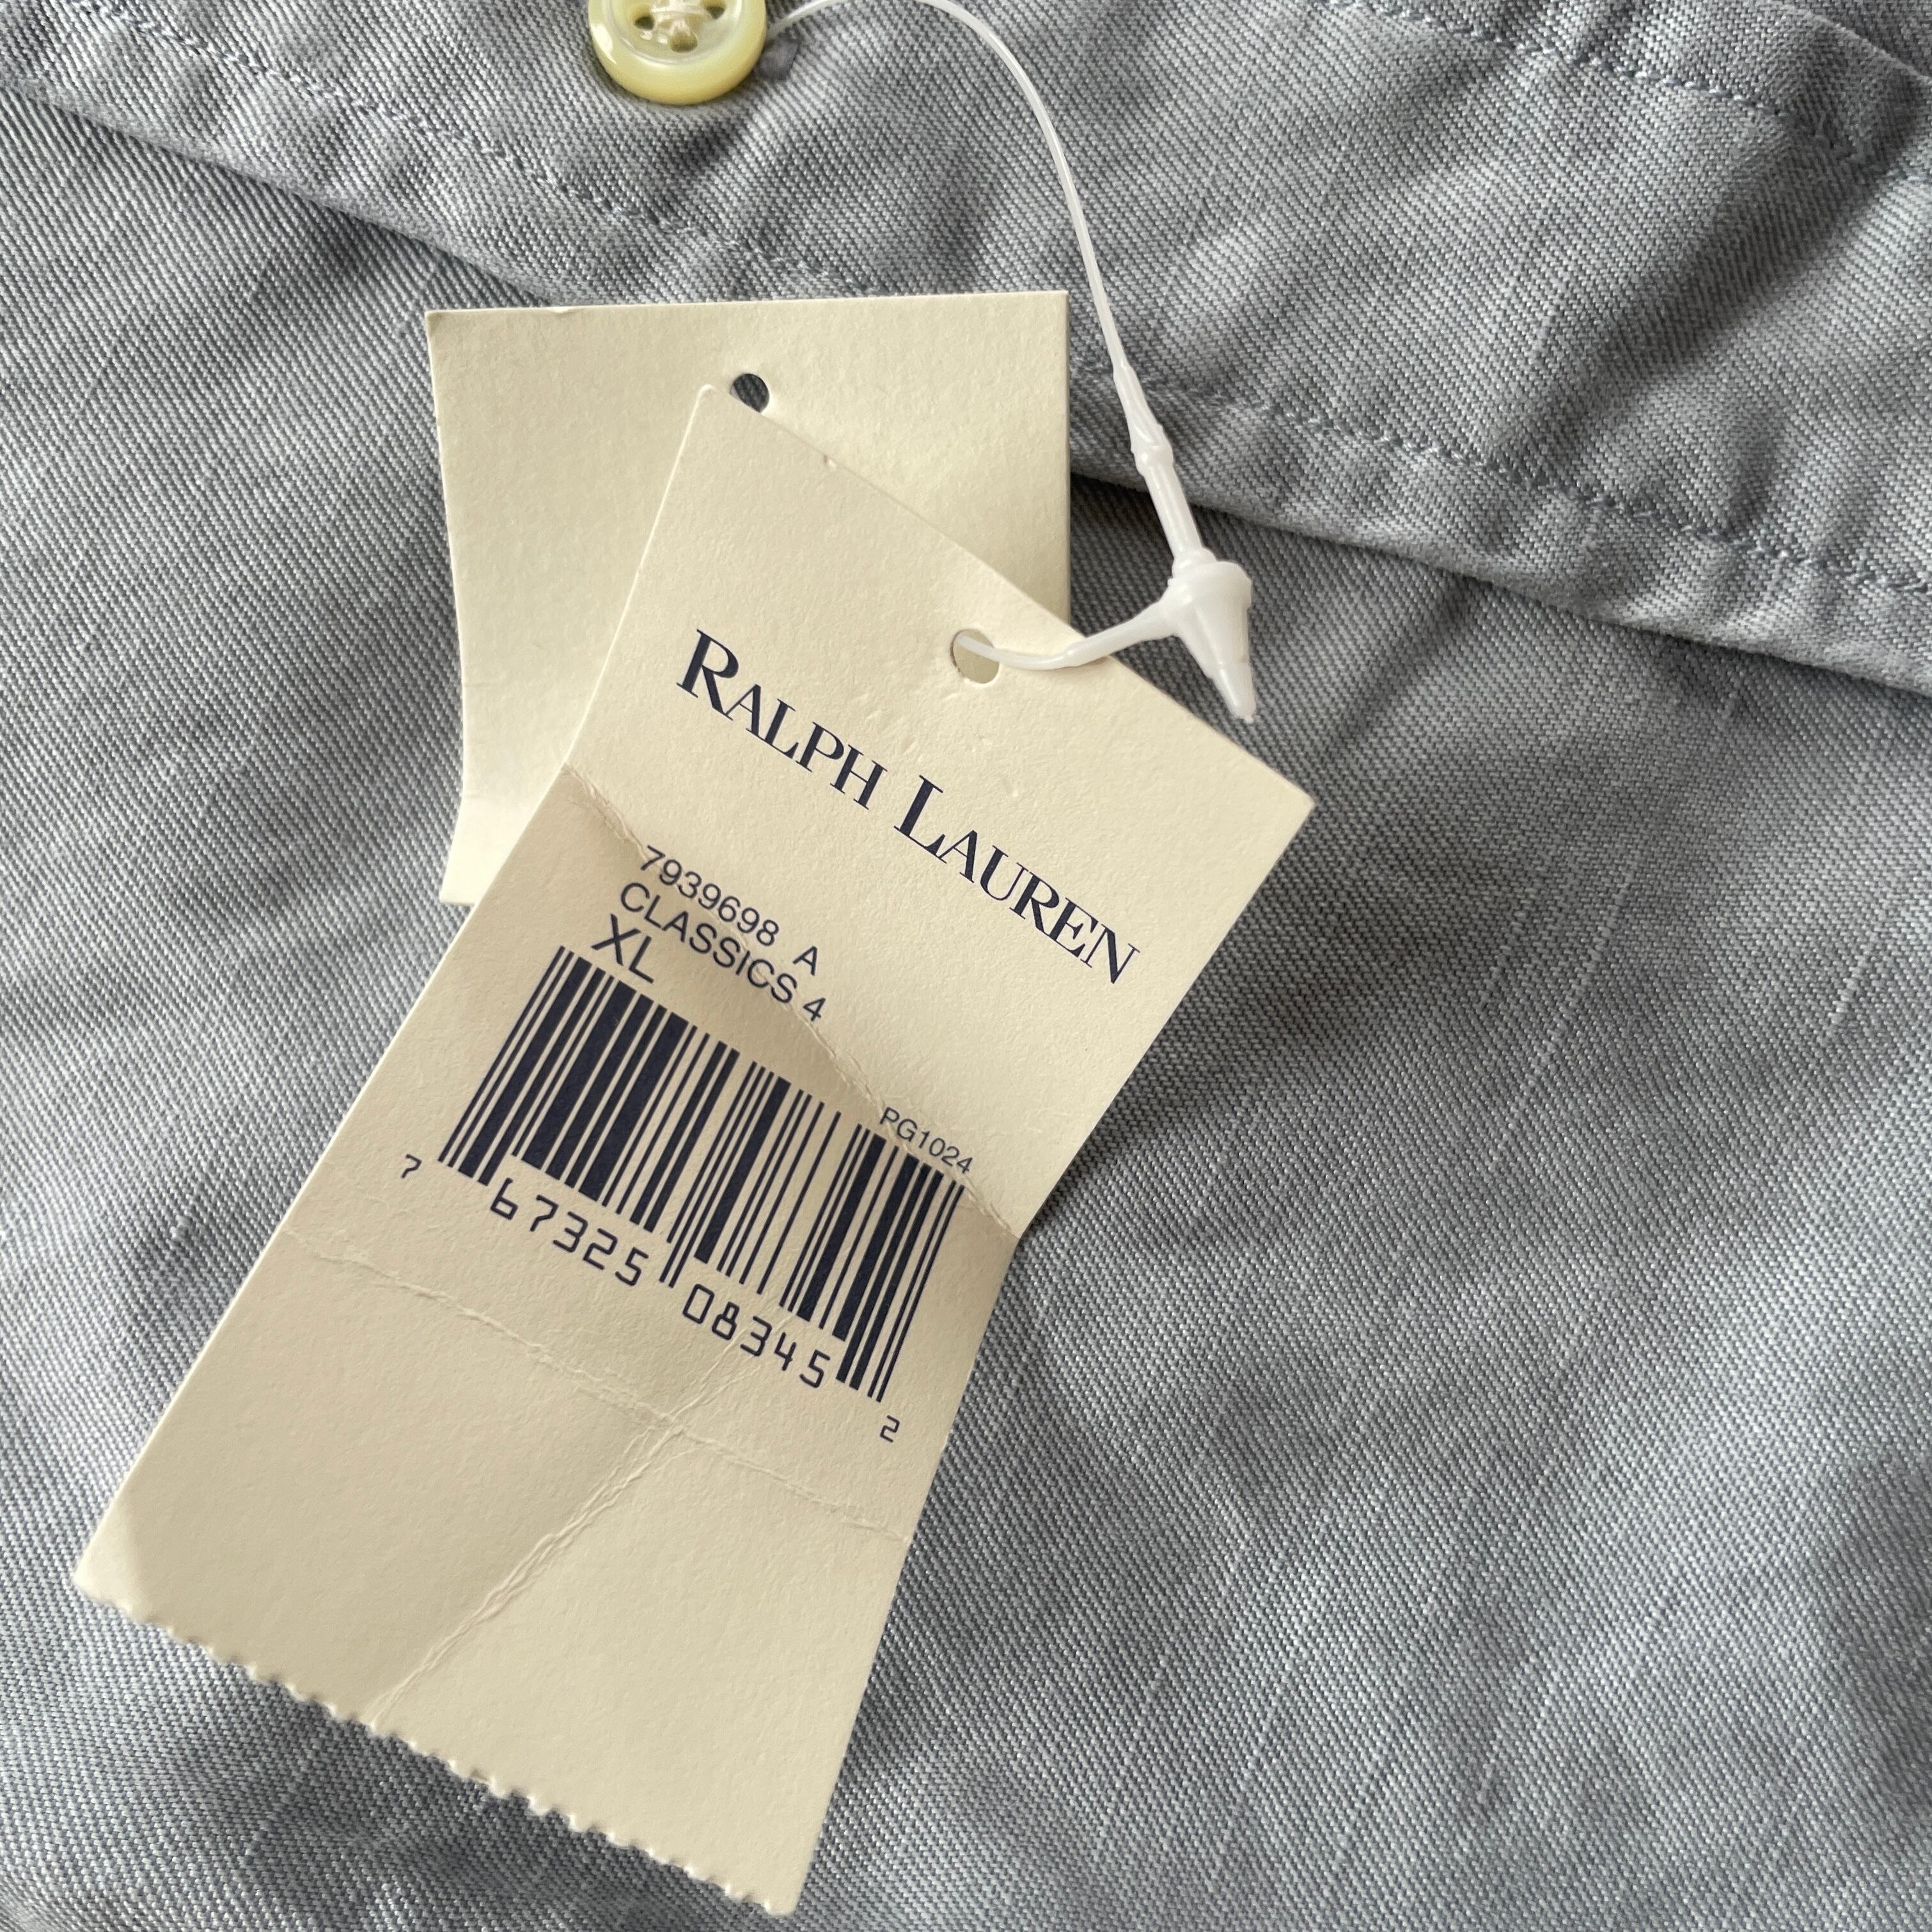 RALPH LAUREN
7939698 A
CLASSICS 4
XL
PG1024
7 67325 08345 2